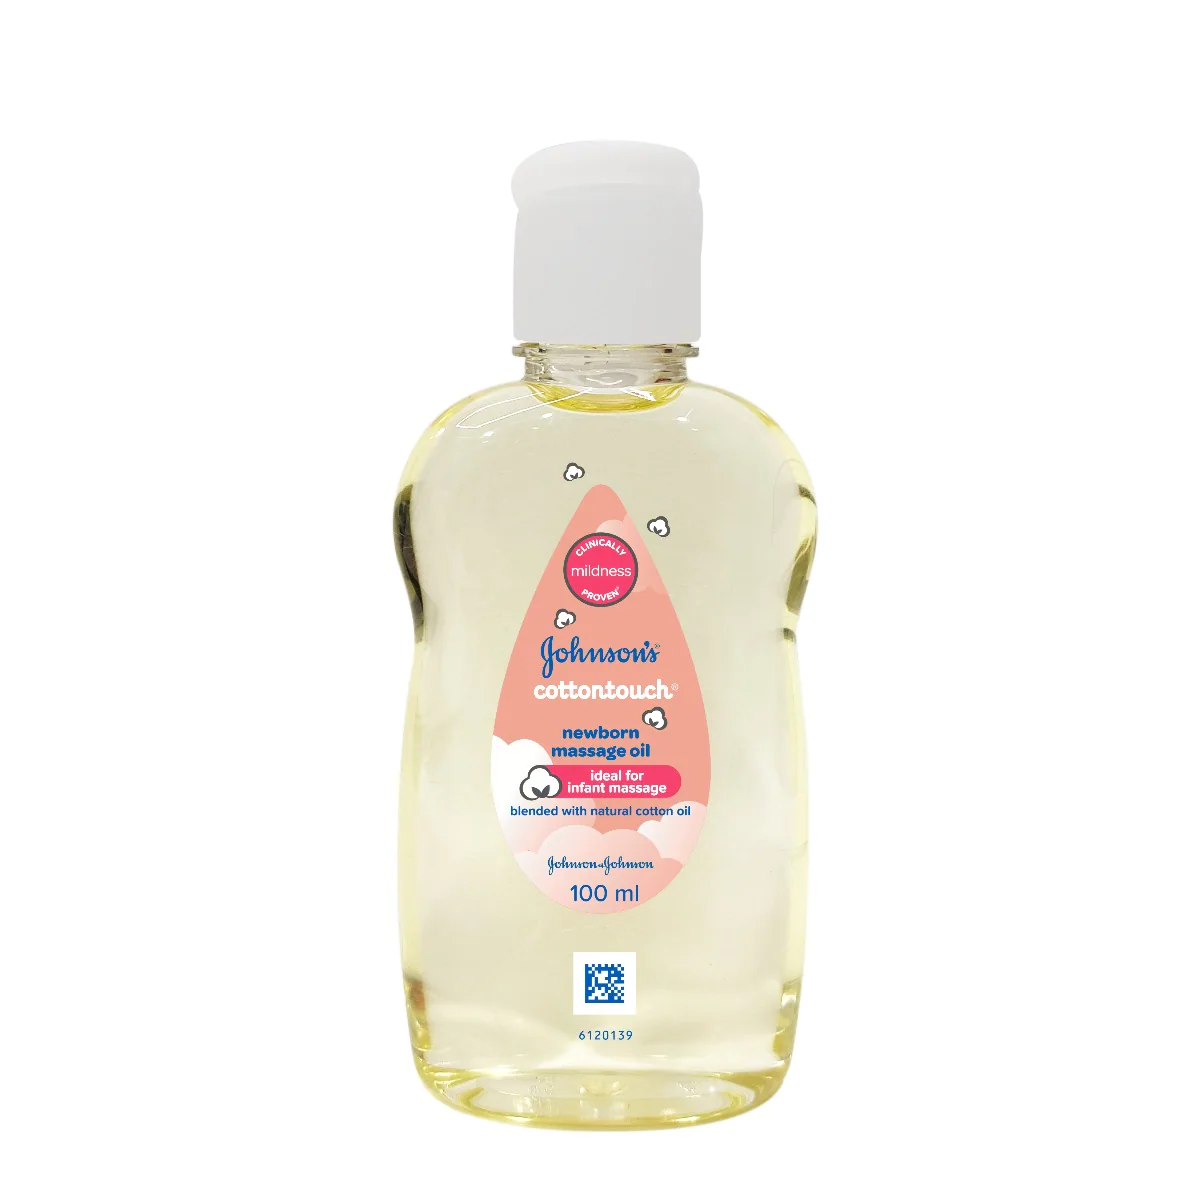 CLINICALLY
mildness
PROVEN®
Johnson's®
cottontouch®
newborn
massage oil
ideal for
infant massage
blended with natural cotton oil
Johnson & Johnson
100 ml
6120139